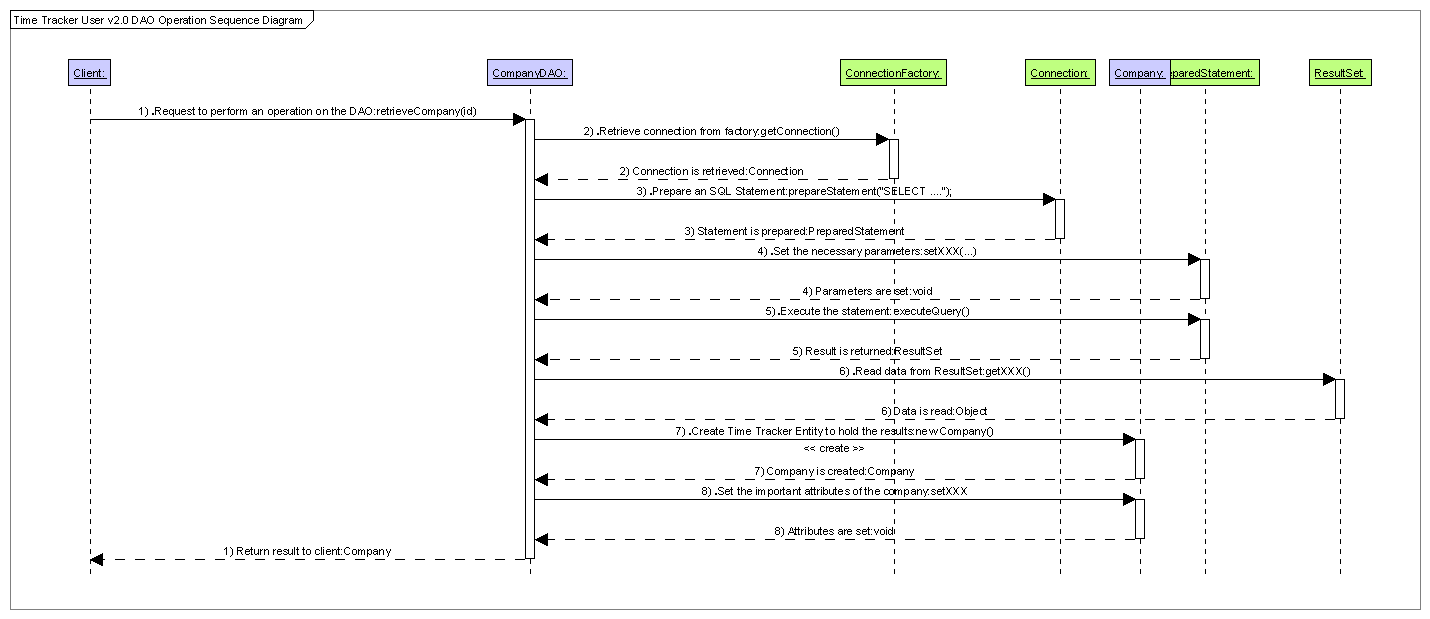 Time Tracker User v2.0 DAO Operation Sequence Diagram
Client:
CompanyDAO:
ConnectionFactory:
Connection:
Company:
eparedStatement:
ResultSet:
1) .Request to perform an operation on the DAO:retrieveCompany(id)
2) .Retrieve connection from factory:getConnection()
2) Connection is retrieved:Connection
3) .Prepare an SQL Statement:prepareStatement("SELECT ....");
3) Statement is prepared:PreparedStatement
4) .Set the necessary parameters:setXXX(...)
4) Parameters are set:void
5) .Execute the statement:executeQuery()
5) Result is returned:ResultSet
6) .Read data from ResultSet:getXXX()
6) Data is read:Object
7) .Create Time Tracker Entity to hold the results:new Company()
<< create >>
7) Company is created:Company
8) .Set the important attributes of the company:setXXX
8) Attributes are set:void
1) Return result to client:Company